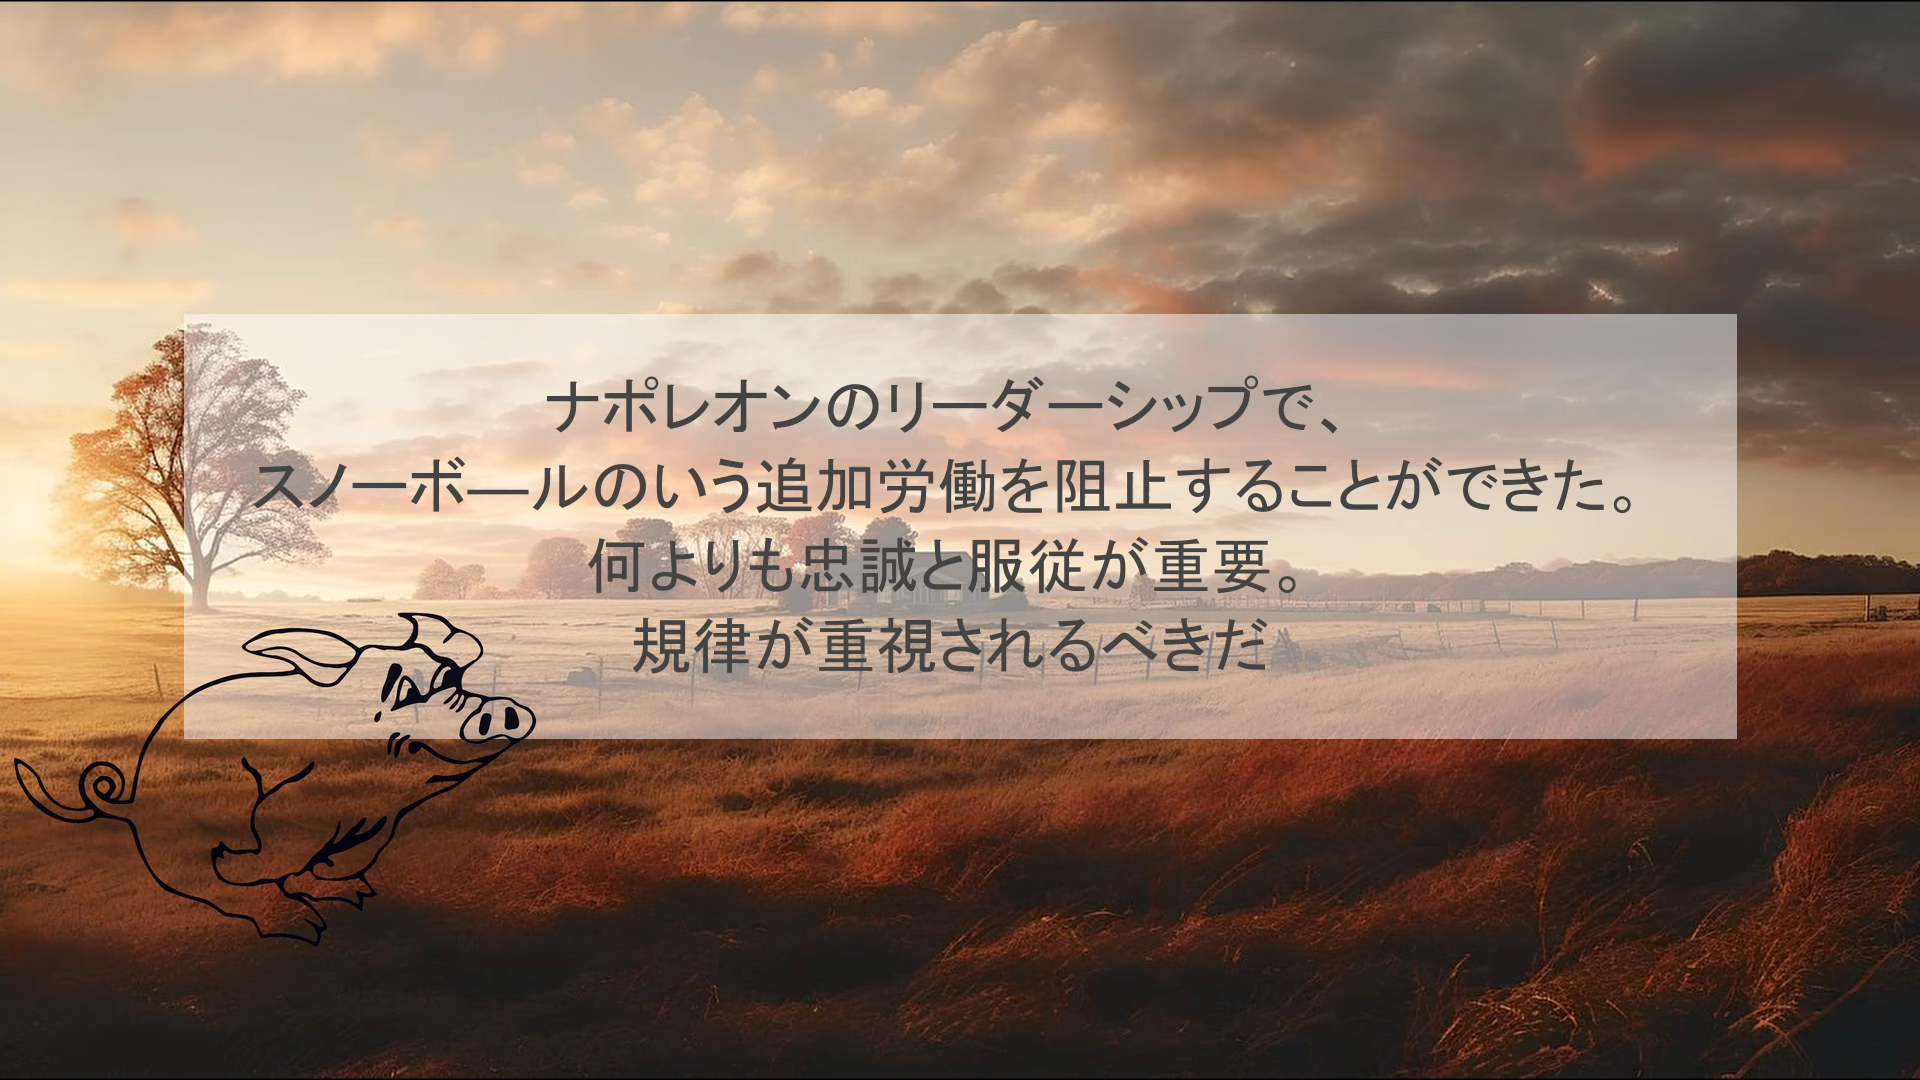 ナポレオンのリーダーシップで、
スノーボ―ルのいう追加労働を阻止することができた。
何よりも忠誠と服従が重要。
規律が重視されるべきだ